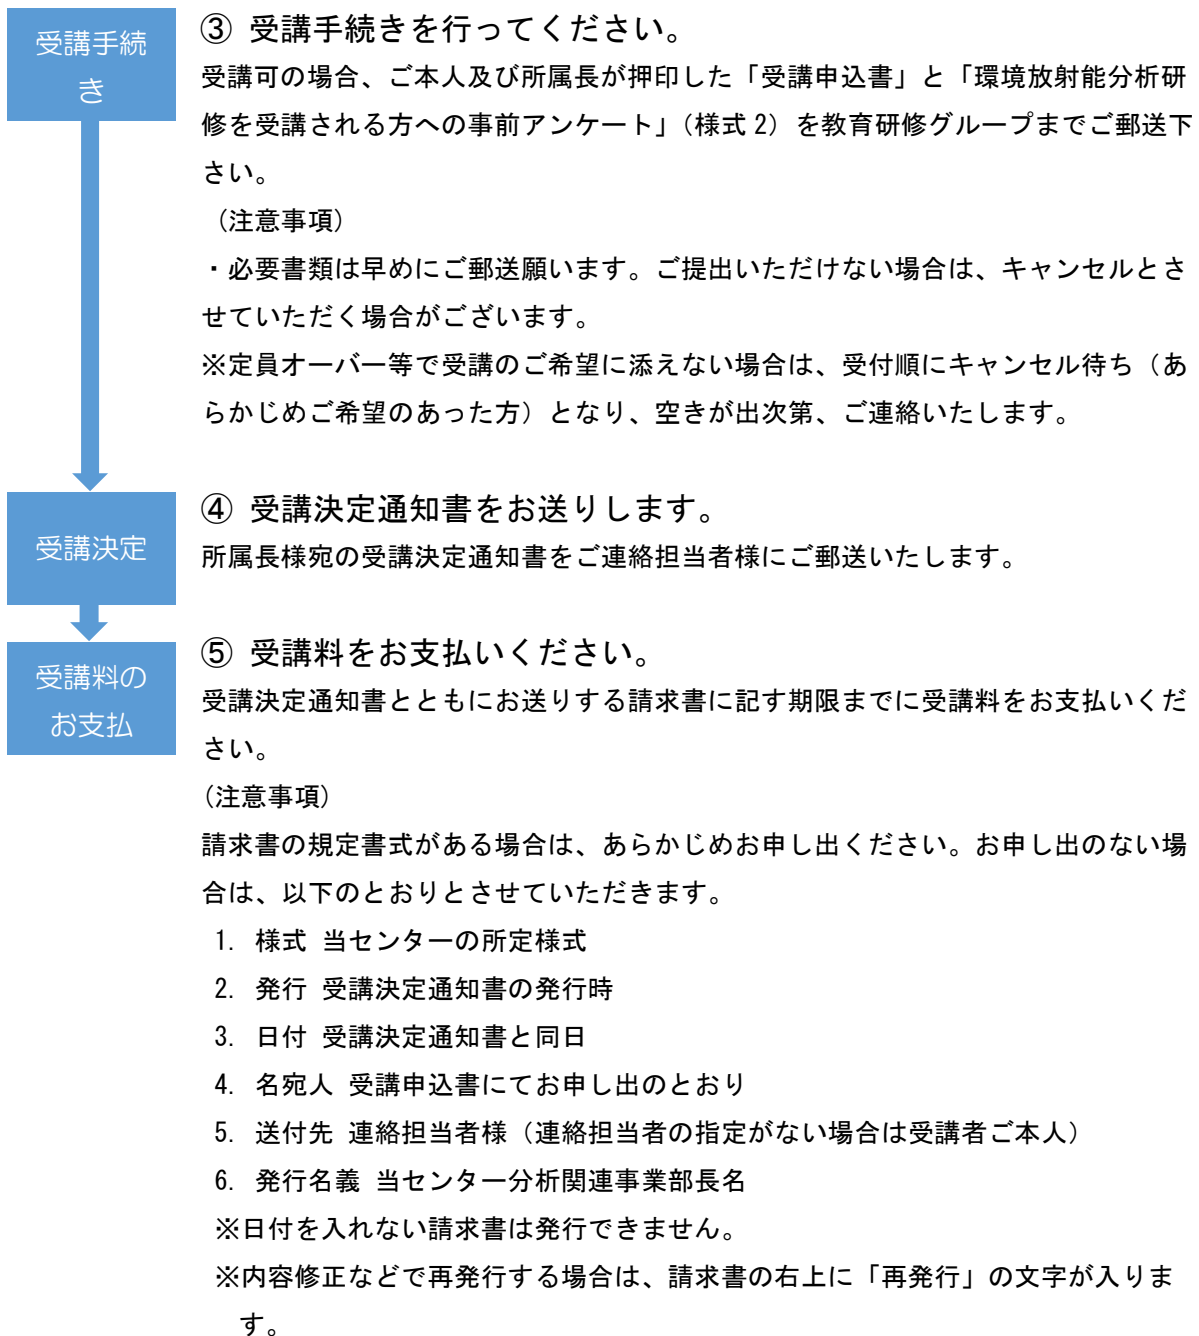 受講手続
き
③ 受講手続きを行ってください。
受講可の場合、ご本人及び所属長が押印した「受講申込書」と「環境放射能分析研
修を受講される方への事前アンケート」(様式 2) を教育研修グループまでご郵送下
さい。
(注意事項)
・必要書類は早めにご郵送願います。ご提出いただけない場合は、キャンセルとさ
せていただく場合がございます。
※定員オーバー等で受講のご希望に添えない場合は、受付順にキャンセル待ち（あ
らかじめご希望のあった方）となり、空きが出次第、ご連絡いたします。
受講決定
④ 受講決定通知書をお送りします。
所属長様宛の受講決定通知書をご連絡担当者様にご郵送いたします。
受講料の
お支払
⑤ 受講料をお支払いください。
受講決定通知書とともにお送りする請求書に記す期限までに受講料をお支払いくだ
さい。
(注意事項)
請求書の規定書式がある場合は、あらかじめお申し出ください。お申し出のない場
合は、以下のとおりとさせていただきます。
1. 様式 当センターの所定様式
2. 発行 受講決定通知書の発行時
3. 日付 受講決定通知書と同日
4. 名宛人 受講申込書にてお申し出のとおり
5. 送付先 連絡担当者様（連絡担当者の指定がない場合は受講者ご本人）
6. 発行名義 当センター分析関連事業部長名
※日付を入れない請求書は発行できません。
※内容修正などで再発行する場合は、請求書の右上に「再発行」の文字が入りま
す。